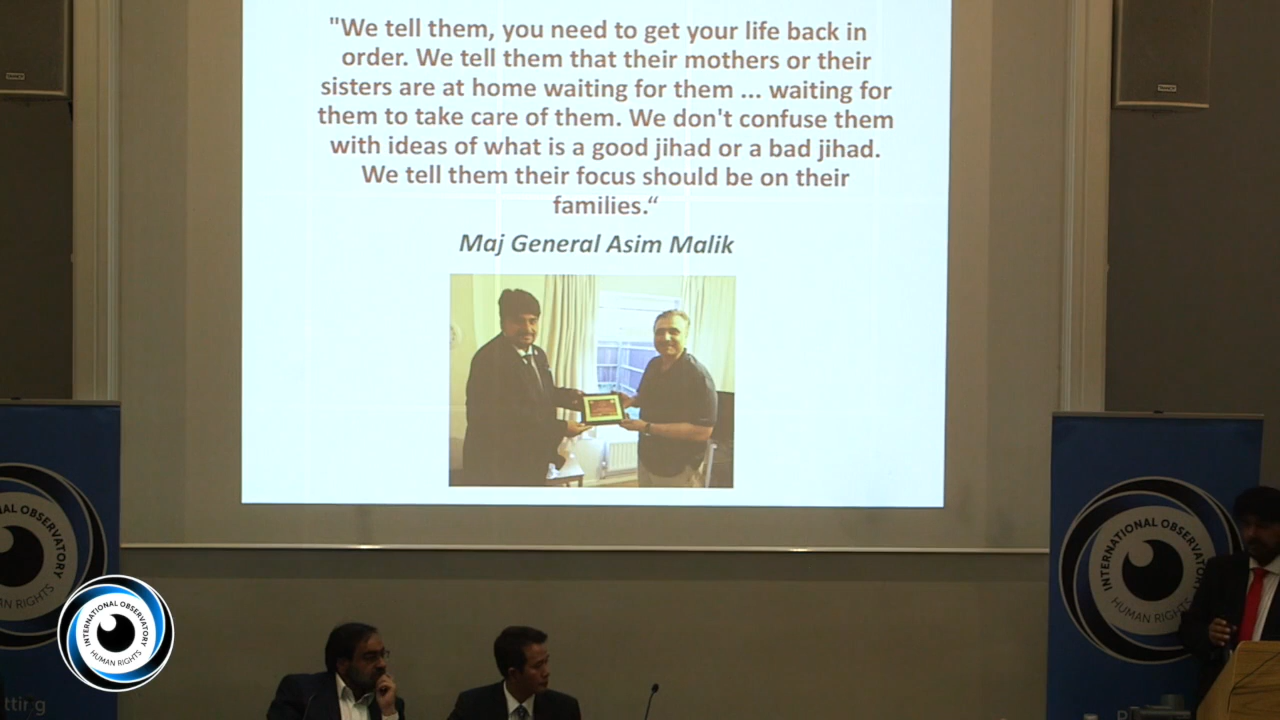 "We tell them, you need to get your life back in
order. We tell them that their mothers or their
sisters are at home waiting for them ... waiting for
them to take care of them. We don't confuse them
with ideas of what is a good jihad or a bad jihad.
We tell them their focus should be on their
families.“
Maj General Asim Malik
AL OBSERVATORY
AN RIGHTS
INTERNATIONAL OBSERVATORY
HUMAN RIGHTS
INTERNATIONAL OBSERVATORY
HUMAN RIGHTS